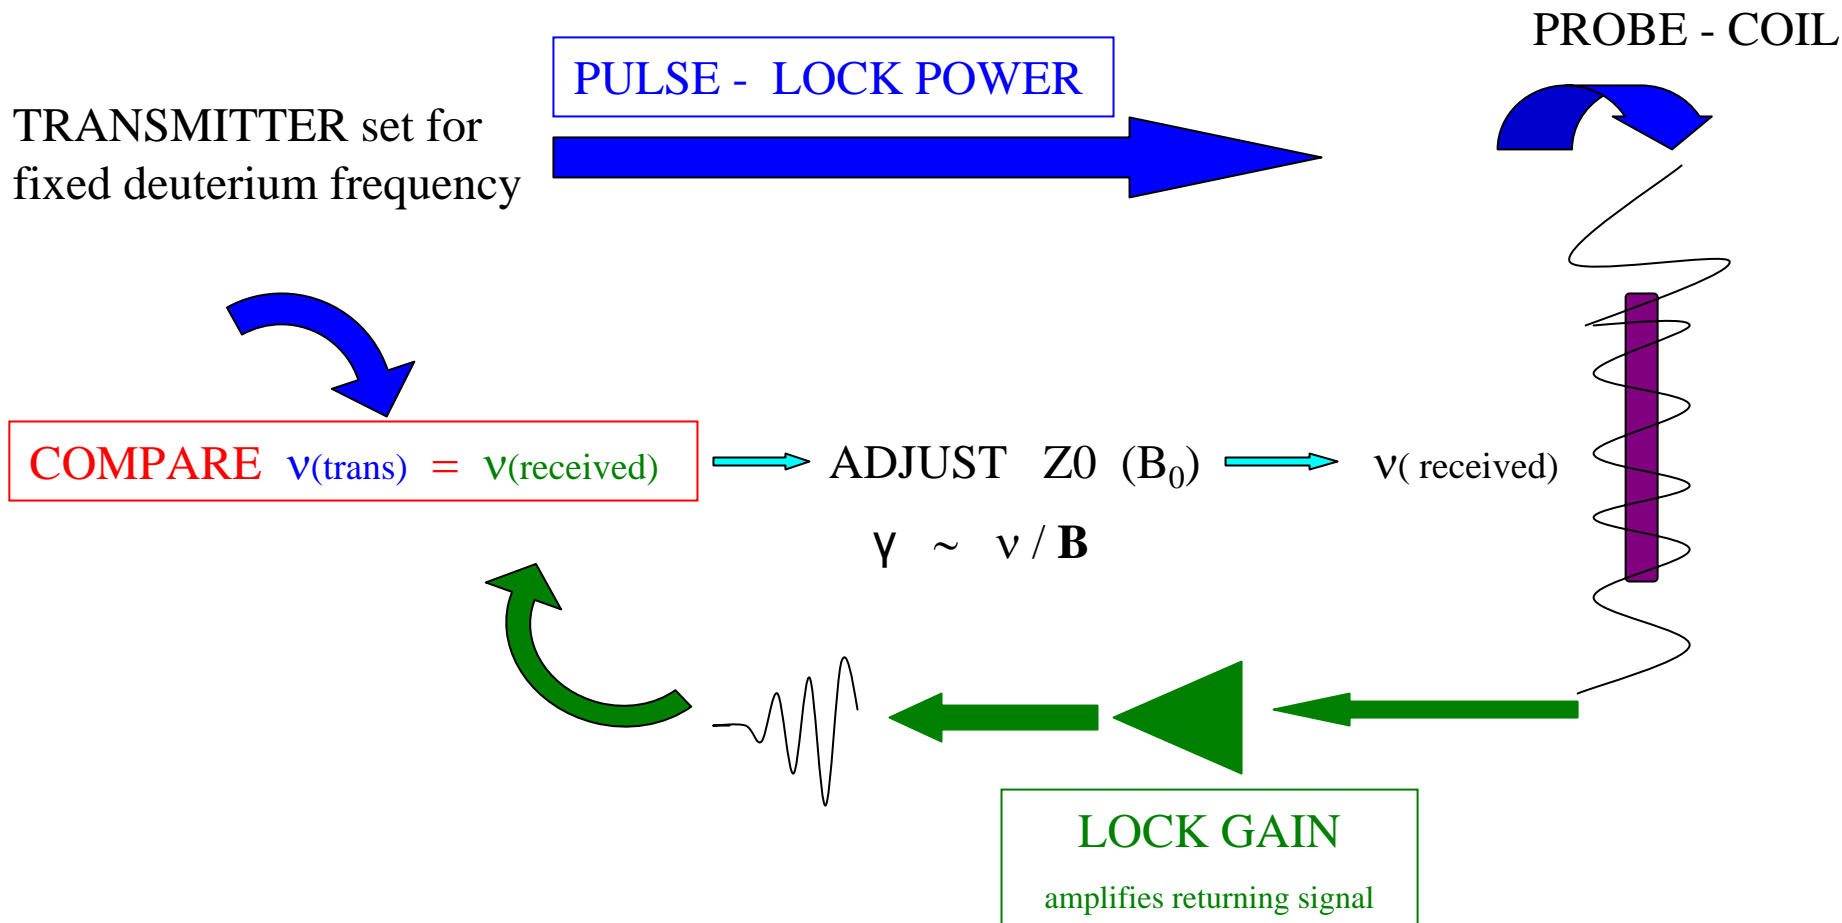 PROBE - COIL
PULSE - LOCK POWER
TRANSMITTER set for
fixed deuterium frequency
COMPARE ν(trans) = ν(received)
ADJUST Z0 (B₀)
ν( received)
γ ~ ν / B
LOCK GAIN
amplifies returning signal